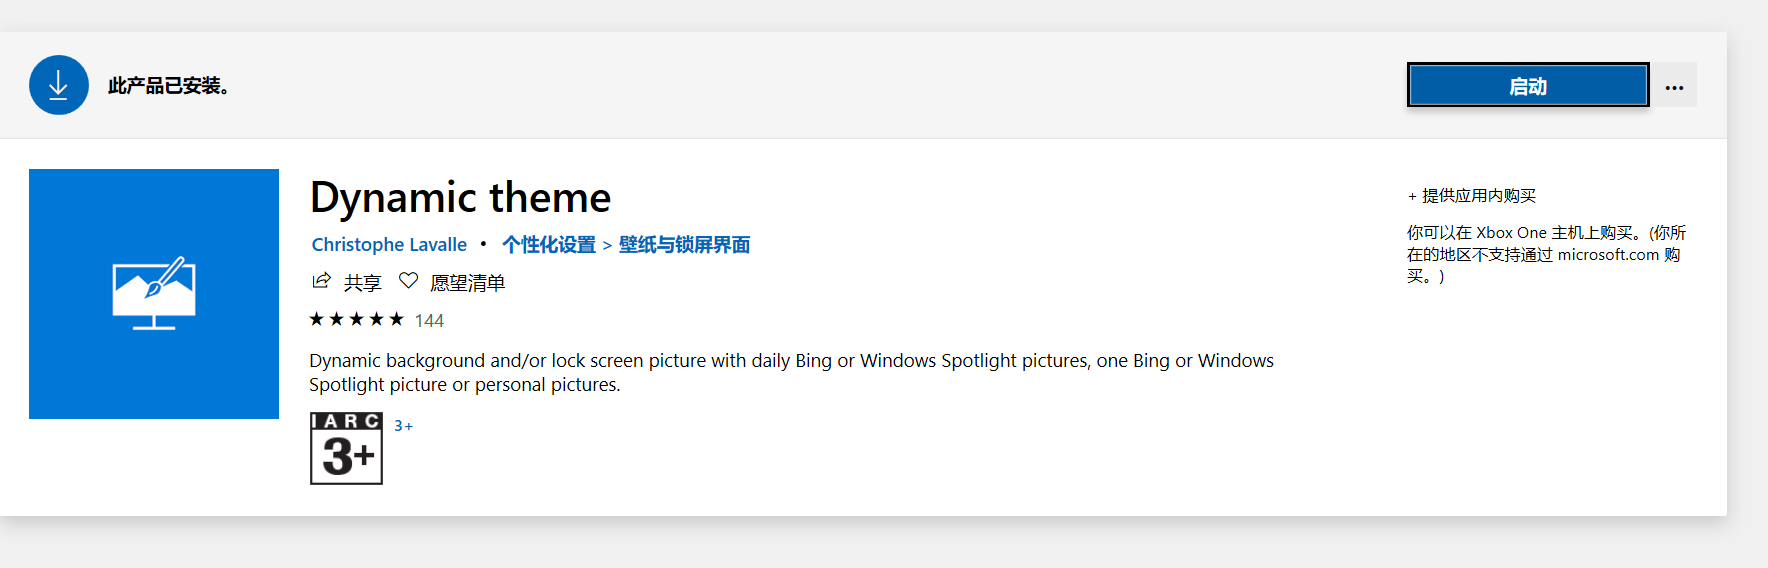 此产品已安装。
启动
...
Dynamic theme
Christophe Lavalle • 个性化设置 > 壁纸与锁屏界面
共享 愿望清单
★★★★★ 144
Dynamic background and/or lock screen picture with daily Bing or Windows Spotlight pictures, one Bing or Windows
Spotlight picture or personal pictures.
IARC
3+
3+
+ 提供应用内购买
你可以在 Xbox One 主机上购买。(你所
在的地区不支持通过 microsoft.com 购
买。)